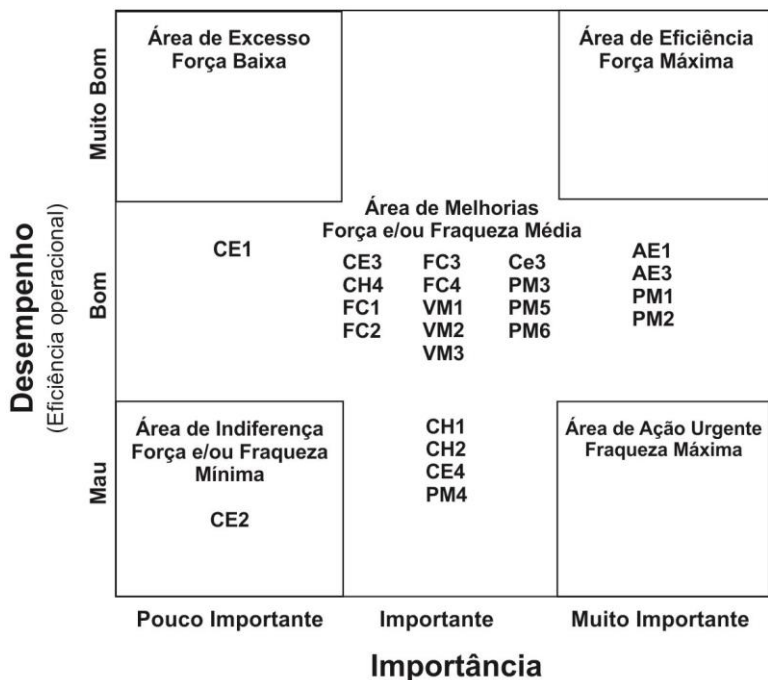 Desempenho
(Eficiência operacional)
Muito Bom
Bom
Mau
Área de Excesso
Força Baixa
Área de Eficiência
Força Máxima
Área de Melhorias
Força e/ou Fraqueza Média
CE1
CE3 FC3 Ce3
CH4 FC4 PM3
FC1 VM1 PM5
FC2 VM2 PM6
VM3
AE1
AE3
PM1
PM2
Área de Indiferença
Força e/ou Fraqueza
Mínima
CE2
CH1
CH2
CE4
PM4
Área de Ação Urgente
Fraqueza Máxima
Pouco Importante Importante Muito Importante
Importância